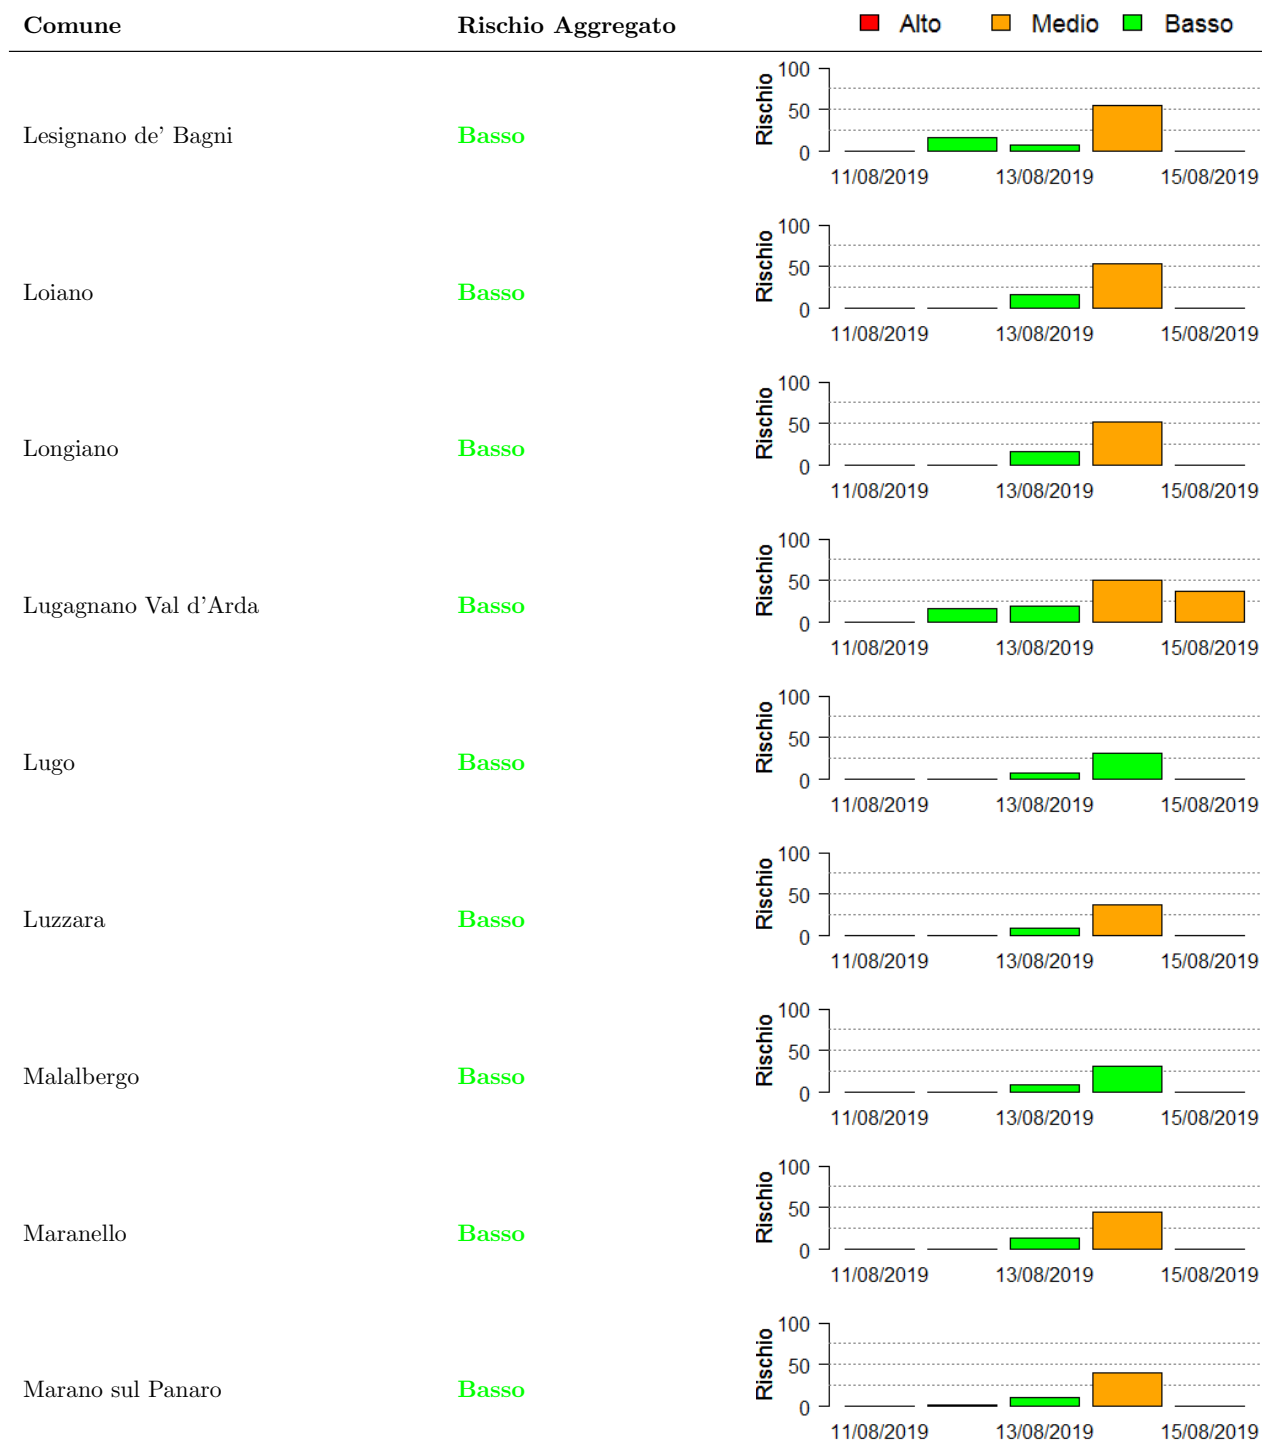 Comune Rischio Aggregato Alto Medio Basso
100
50
0
Rischio
Lesignano de' Bagni Basso
11/08/2019 13/08/2019 15/08/2019
100
50
0
Rischio
Loiano Basso
11/08/2019 13/08/2019 15/08/2019
100
50
0
Rischio
Longiano Basso
11/08/2019 13/08/2019 15/08/2019
100
50
0
Rischio
Lugagnano Val d'Arda Basso
11/08/2019 13/08/2019 15/08/2019
100
50
0
Rischio
Lugo Basso
11/08/2019 13/08/2019 15/08/2019
100
50
0
Rischio
Luzzara Basso
11/08/2019 13/08/2019 15/08/2019
100
50
0
Rischio
Malalbergo Basso
11/08/2019 13/08/2019 15/08/2019
100
50
0
Rischio
Maranello Basso
11/08/2019 13/08/2019 15/08/2019
100
50
0
Rischio
Marano sul Panaro Basso
11/08/2019 13/08/2019 15/08/2019